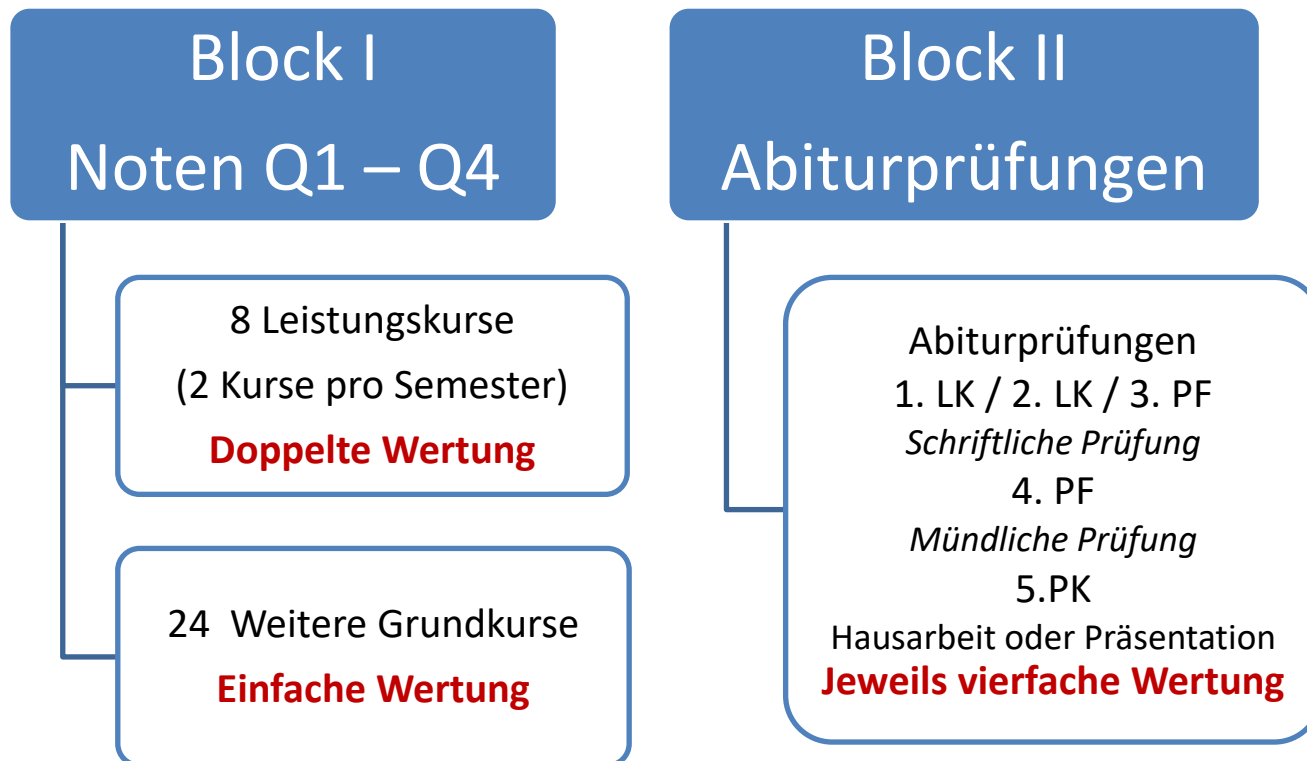 Block I
Noten Q1 – Q4
8 Leistungskurse
(2 Kurse pro Semester)
Doppelte Wertung
24 Weitere Grundkurse
Einfache Wertung
Block II
Abiturprüfungen
Abiturprüfungen
1. LK / 2. LK / 3. PF
Schriftliche Prüfung
4. PF
Mündliche Prüfung
5.PK
Hausarbeit oder Präsentation
Jeweils vierfache Wertung